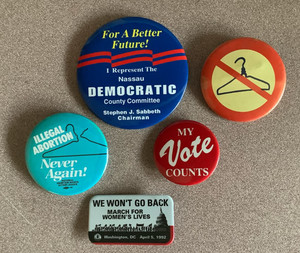 For A Better
Future!
I Represent The
Nassau
DEMOCRATIC
County Committee
Stephen J. Sabbeth
Chairman
ILLEGAL
ABORTION
Never
Again!
MY
Vote
COUNTS
WE WON'T GO BACK
MARCH FOR
WOMEN'S LIVES
Washington, DC April 5, 1992